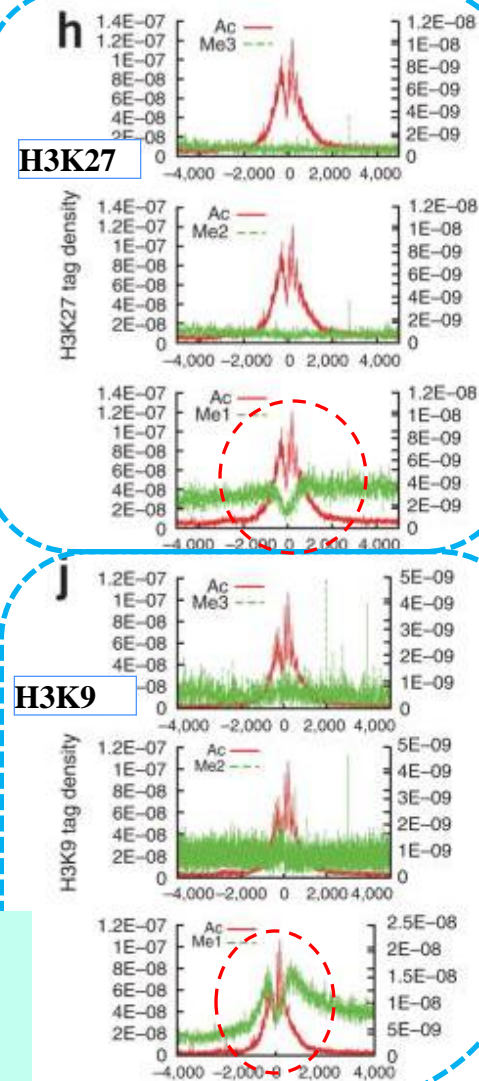 h
1.4E−07 Ac 1.2E−08
1.2E−07 Me3 1E−08
1E−07 8E−09
8E−08 6E−09
6E−08 4E−09
4E−08 2E−09
2E−08 0
0
H3K27
−4,000 −2,000 0 2,000 4,000
H3K27 tag density
1.4E−07 Ac 1.2E−08
1.2E−07 Me2 1E−08
1E−07 8E−09
8E−08 6E−09
6E−08 4E−09
4E−08 2E−09
2E−08 0
0
−4,000 −2,000 0 2,000 4,000
1.4E−07 Ac 1.2E−08
1.2E−07 Me1 1E−08
1E−07 8E−09
8E−08 6E−09
6E−08 4E−09
4E−08 2E−09
2E−08 0
0
−4,000 −2,000 0 2,000 4,000
j
1.2E−07 Ac 5E−09
1E−07 Me3 4E−09
8E−08 3E−09
6E−08 2E−09
4E−08 1E−09
−08 0
0
H3K9
−4,000 −2,000 0 2,000 4,000
H3K9 tag density
1.2E−07 Ac 5E−09
1E−07 Me2 4E−09
8E−08 3E−09
6E−08 2E−09
4E−08 1E−09
2E−08 0
0
−4,000 −2,000 0 2,000 4,000
1.2E−07 Ac 2.5E−08
1E−07 Me1 2E−08
8E−08 1.5E−08
6E−08 1E−08
4E−08 5E−09
2E−08 0
0